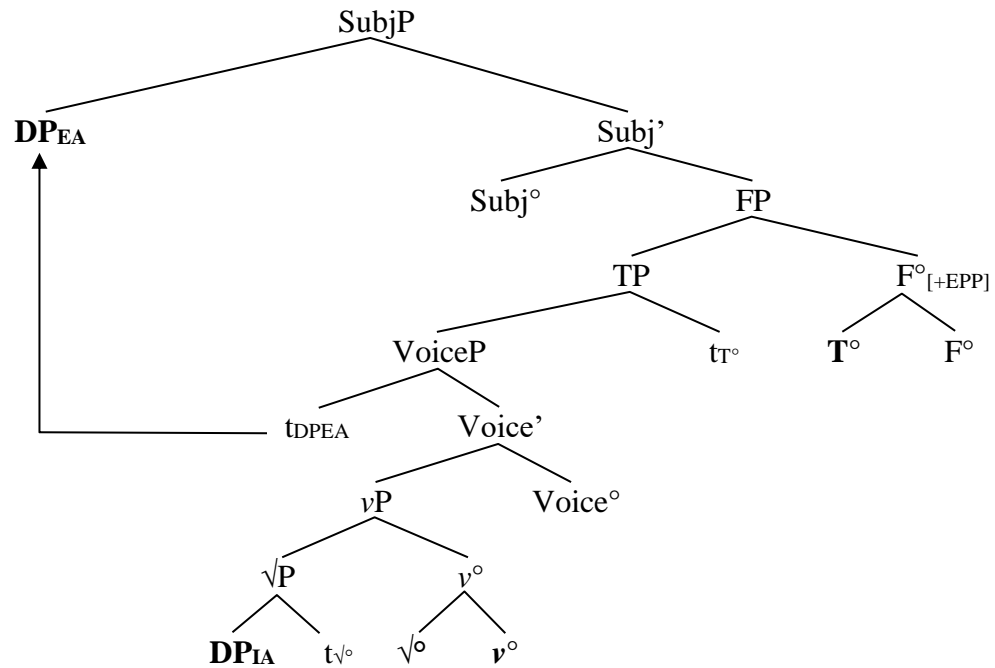 SubjP
DPEA Subj’
Subj° FP
TP F°[+EPP]
VoiceP tT° T° F°
tDPEA Voice’
vP Voice°
√P v°
DPIA t√° √° v°